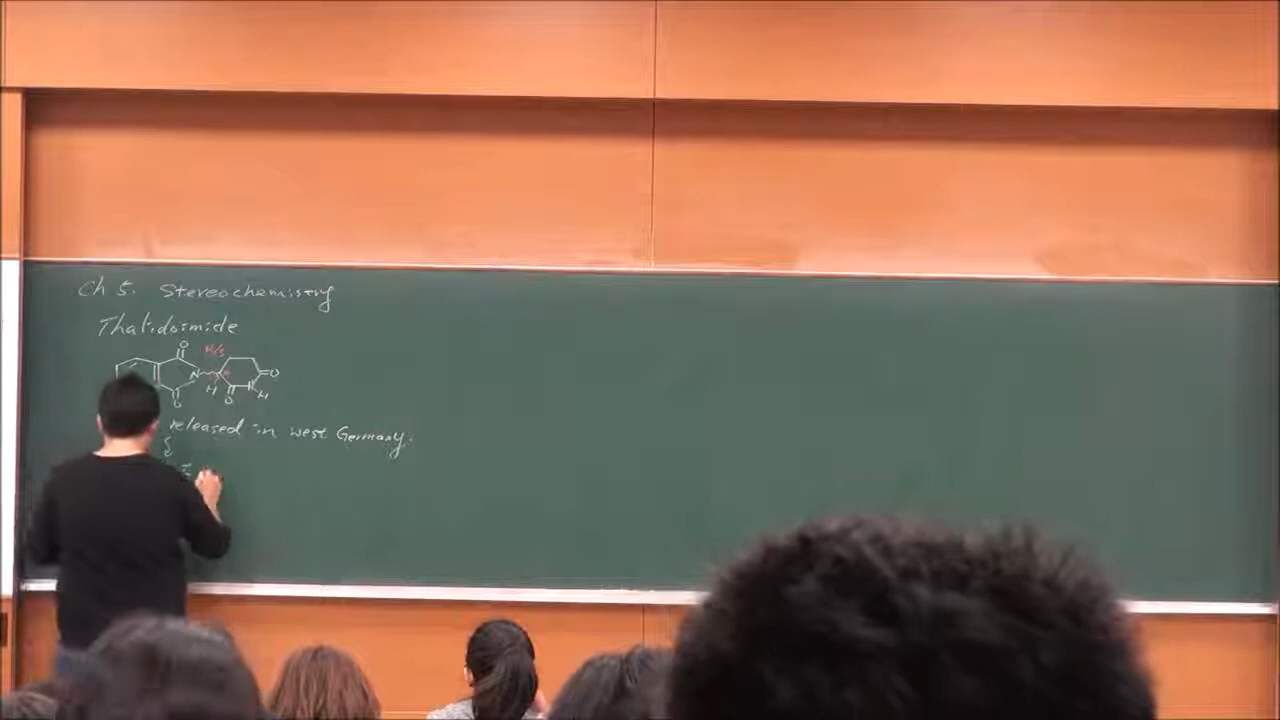 Ch 5. Stereochemistry
Thalidomide
O
R/S
N
O
H
O
N
O
H
released in west Germany.